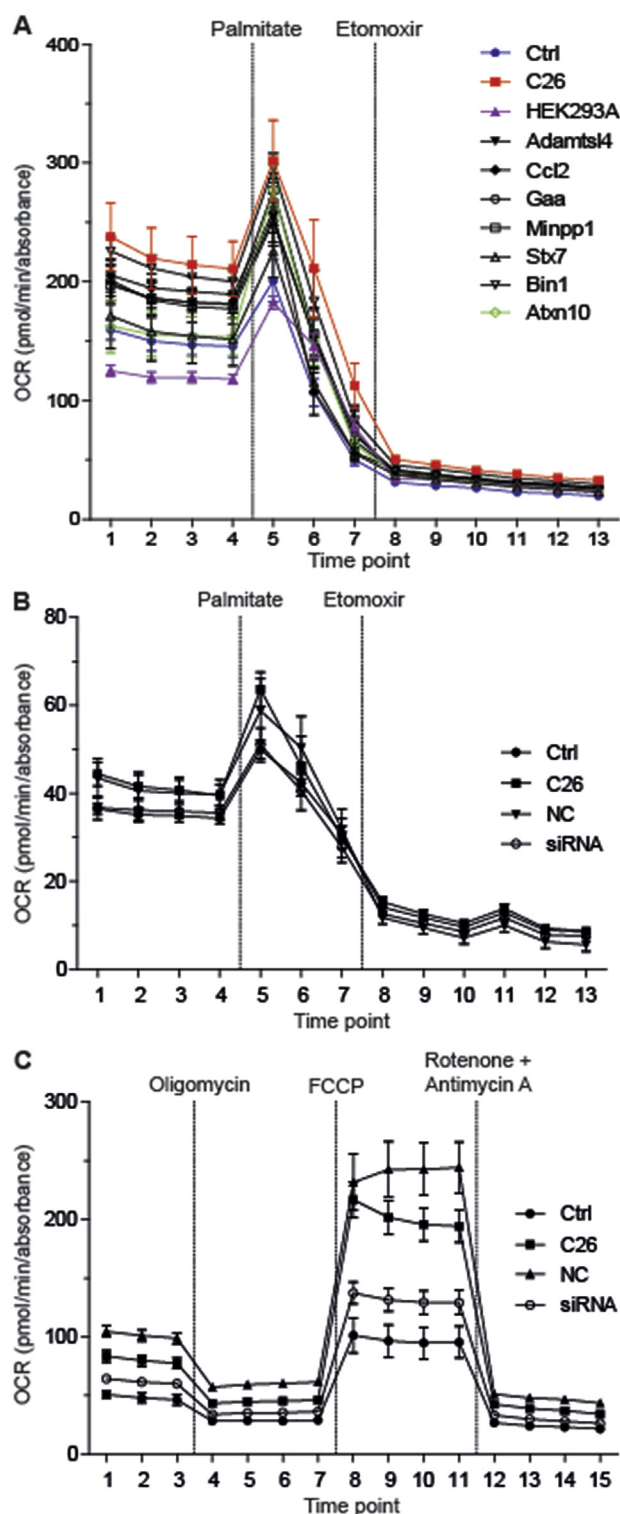 A
Palmitate Etomoxir
400
300
200
100
0
OCR (pmol/min/absorbance)
Ctrl
C26
HEK293A
Adamtsl4
Ccl2
Gaa
Minpp1
Stx7
Bin1
Atxn10
1 2 3 4 5 6 7 8 9 10 11 12 13
Time point
B
Palmitate Etomoxir
80
60
40
20
0
OCR (pmol/min/absorbance)
Ctrl
C26
NC
siRNA
1 2 3 4 5 6 7 8 9 10 11 12 13
Time point
C
Oligomycin FCCP Rotenone +
Antimycin A
300
200
100
0
OCR (pmol/min/absorbance)
Ctrl
C26
NC
siRNA
1 2 3 4 5 6 7 8 9 10 11 12 13 14 15
Time point